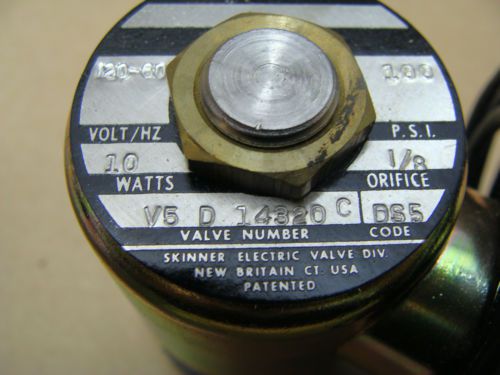 120-60 100
VOLT/HZ P.S.I.
10 1/8
WATTS ORIFICE
V5 D 14320 C DS5
VALVE NUMBER CODE
SKINNER ELECTRIC VALVE DIV.
NEW BRITAIN CT. USA
PATENTED